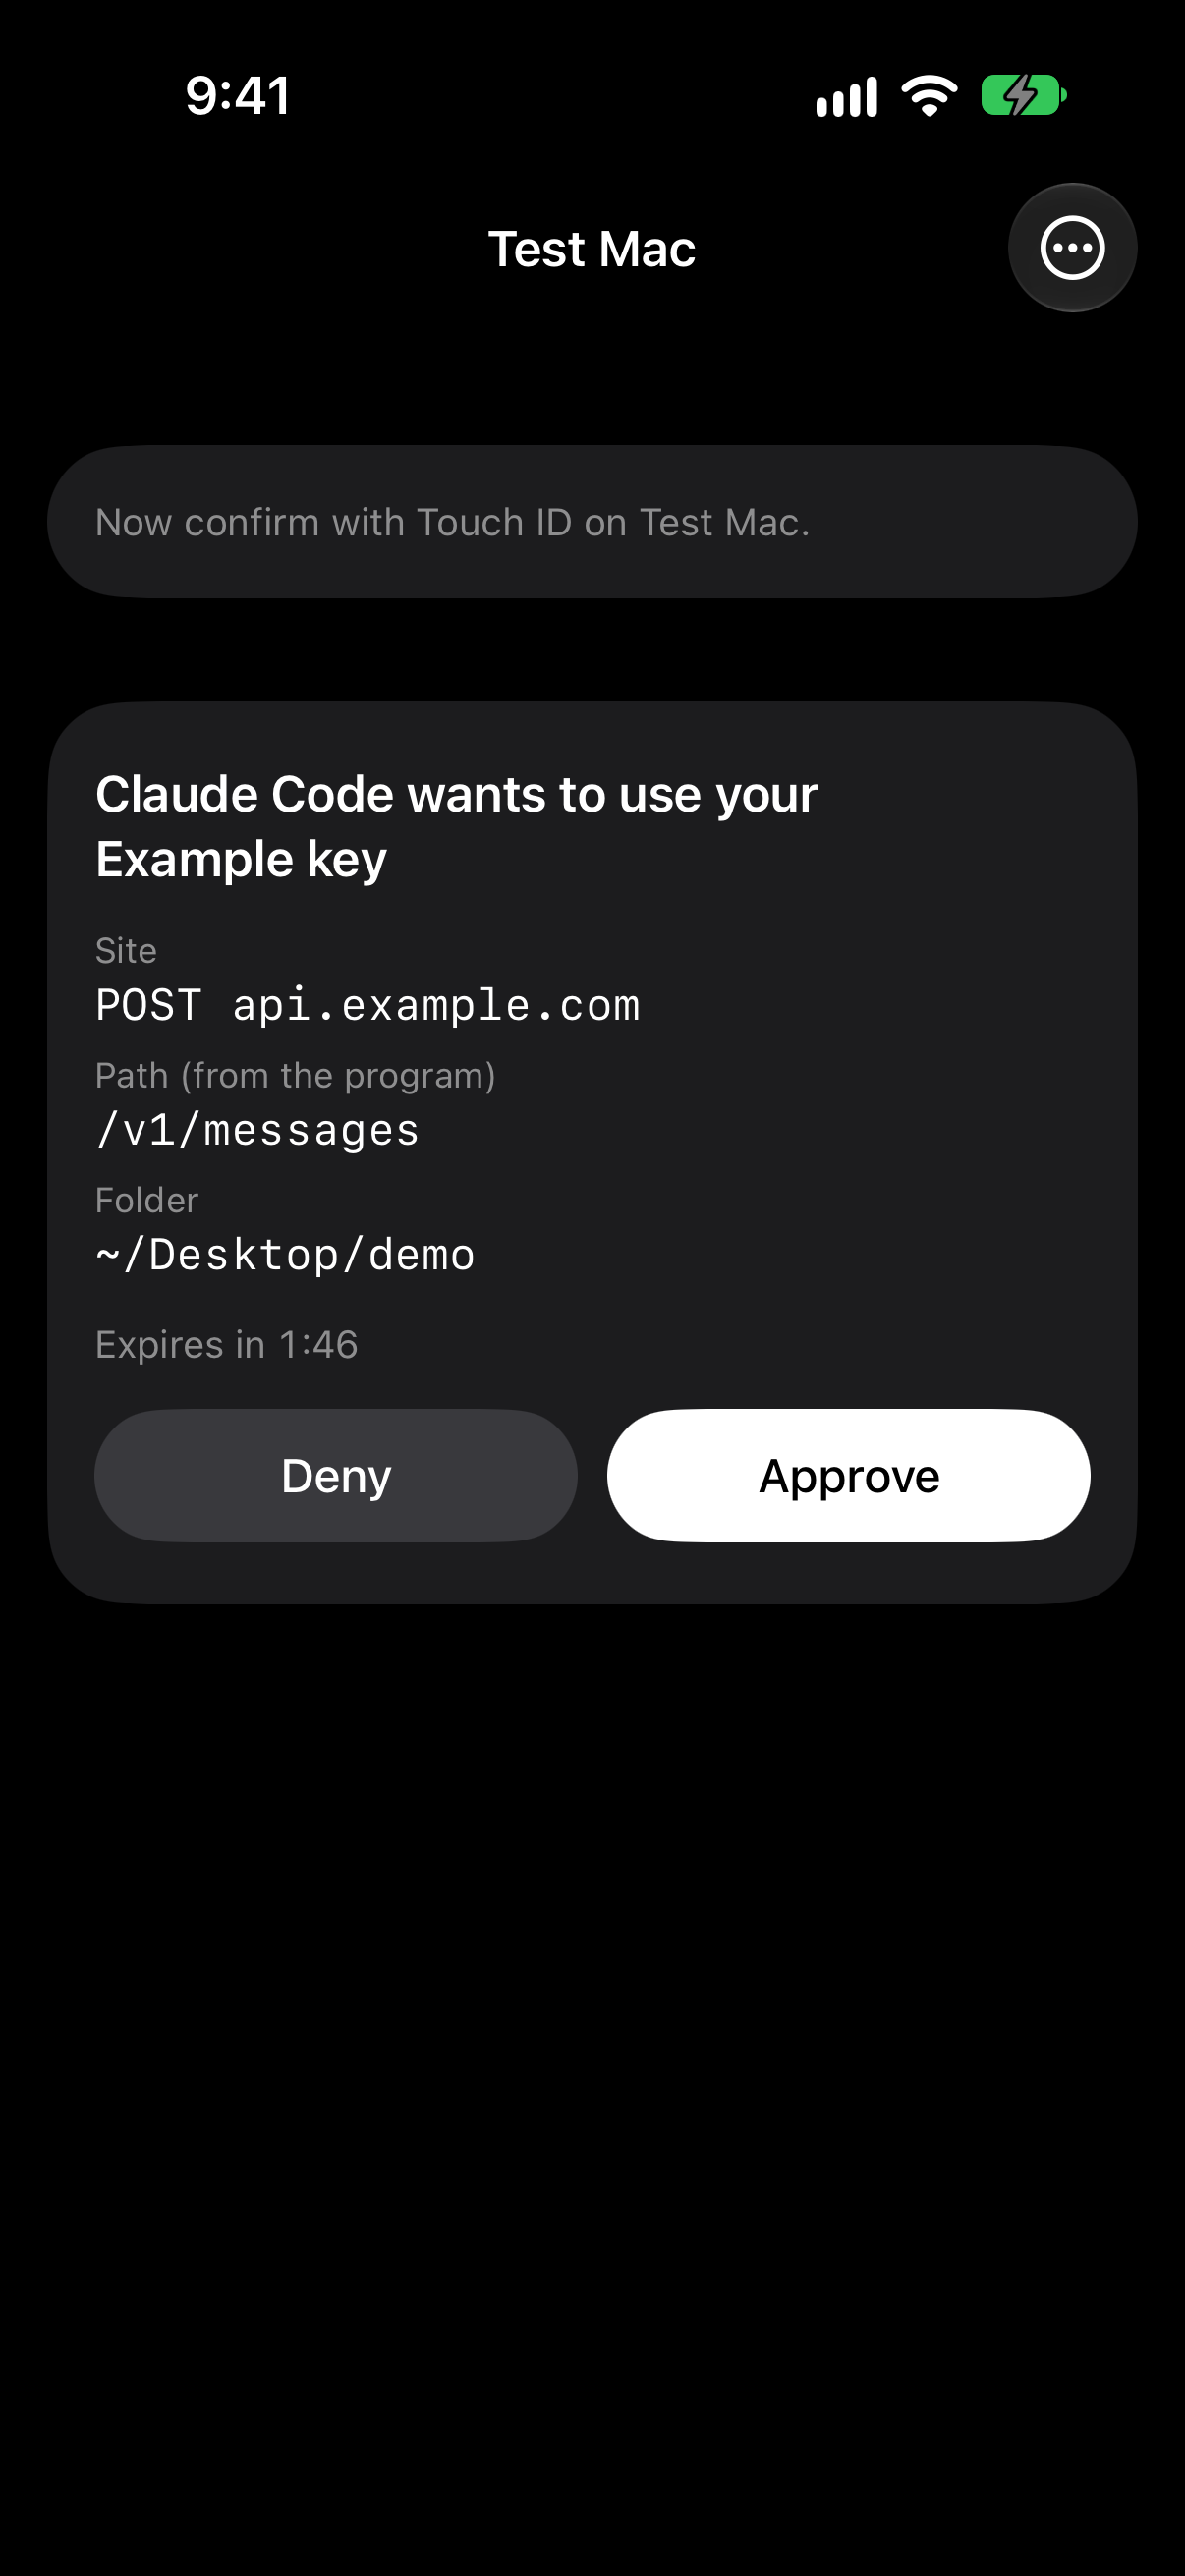 9:41
Test Mac
Now confirm with Touch ID on Test Mac.
Claude Code wants to use your
Example key
Site
POST api.example.com
Path (from the program)
/v1/messages
Folder
~/Desktop/demo
Expires in 1:46
Deny
Approve